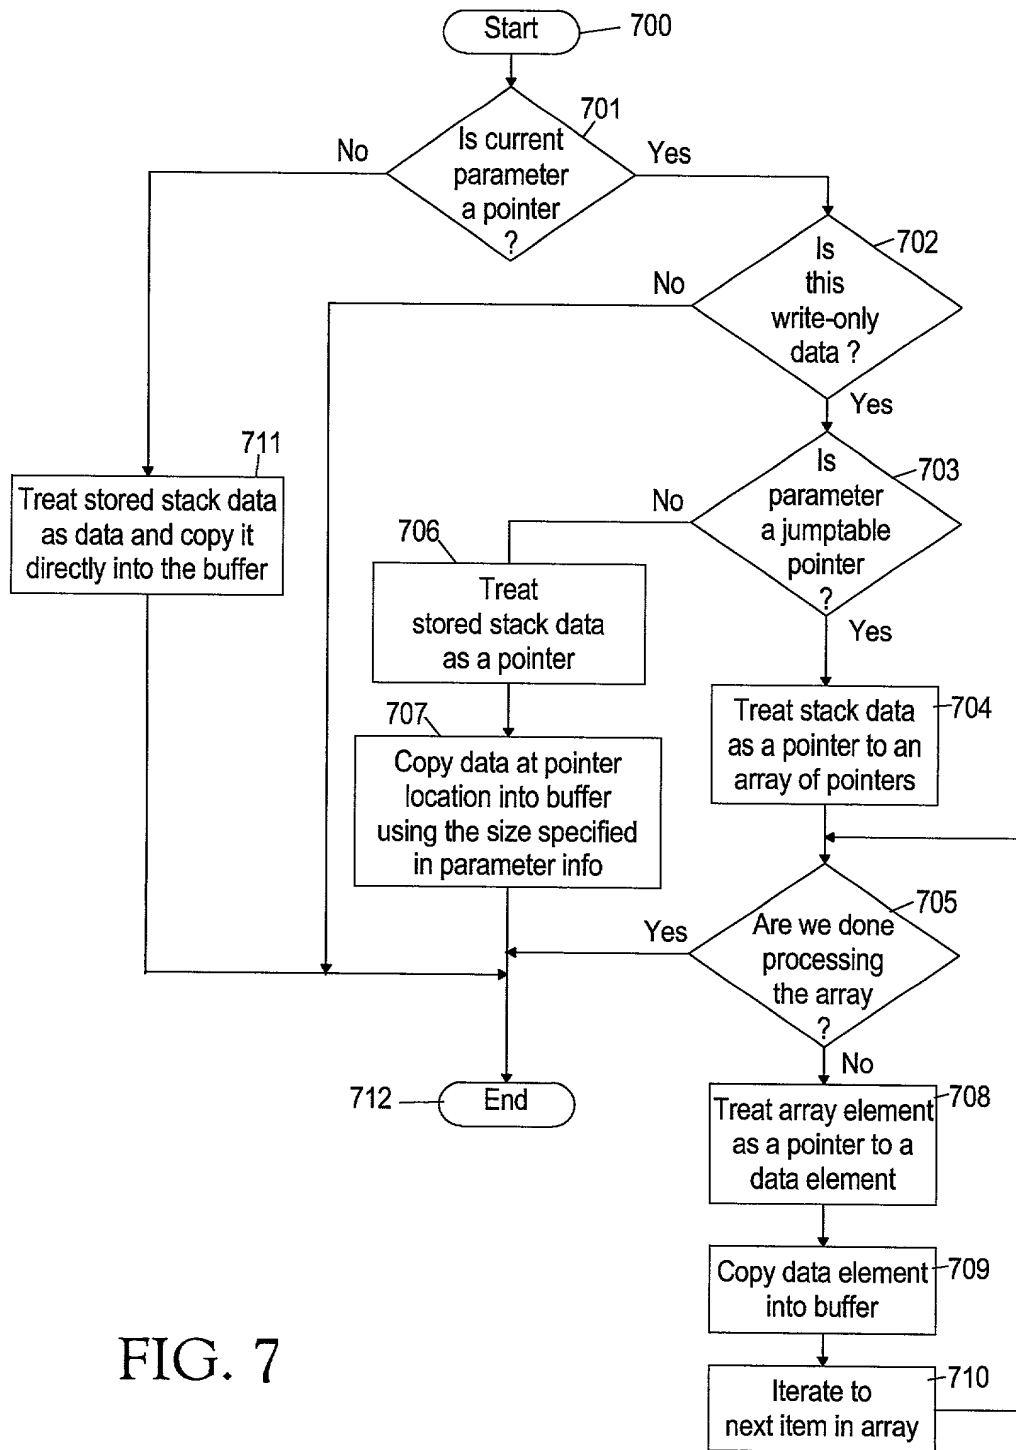 Start
700
701
Is current
parameter
a pointer
?
No
Yes
702
Is
this
write-only
data ?
No
Yes
703
Is
parameter
a jumptable
pointer
?
No
Yes
711
Treat stored stack data
as data and copy it
directly into the buffer
706
Treat
stored stack data
as a pointer
704
Treat stack data
as a pointer to an
array of pointers
707
Copy data at pointer
location into buffer
using the size specified
in parameter info
705
Are we done
processing
the array
?
Yes
No
712
End
708
Treat array element
as a pointer to a
data element
709
Copy data element
into buffer
710
Iterate to
next item in array
FIG. 7